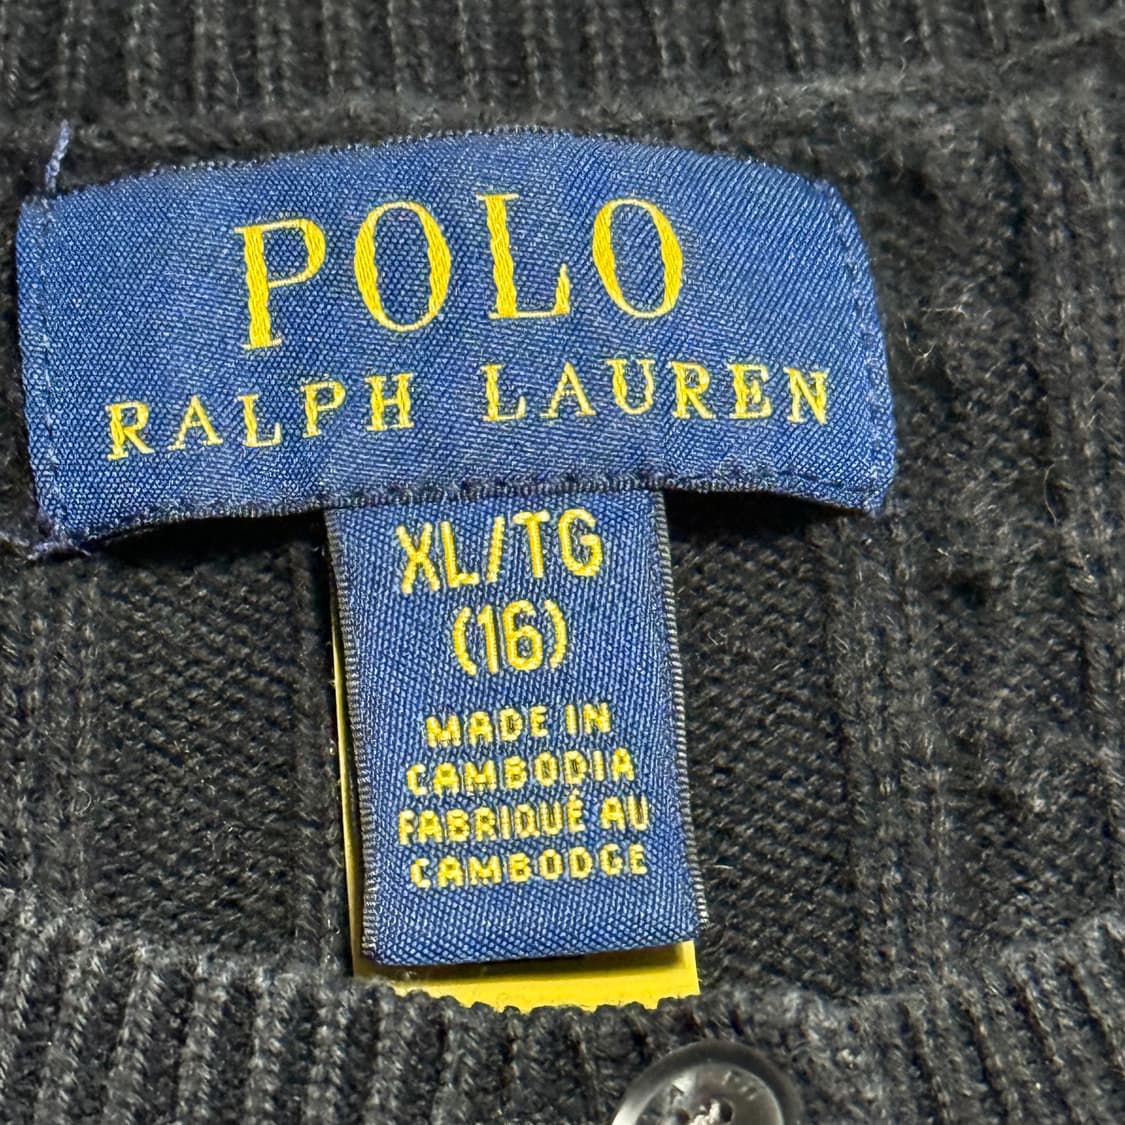 POLO
RALPH LAUREN
XL/TG
(16)
MADE IN
CAMBODIA
FABRIQUÉ AU
CAMBODGE